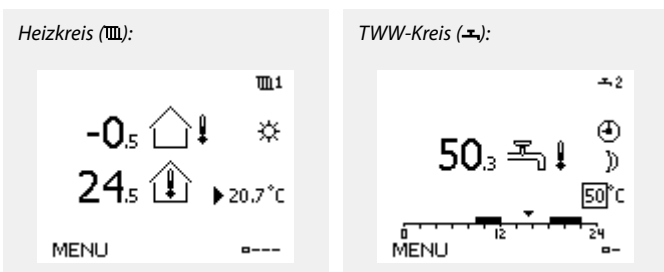 Heizkreis ( ):
1
-0.5
24.5
20.7 °C
MENU
TWW-Kreis ( ):
2
50.3
50 °C
0 12 24
MENU